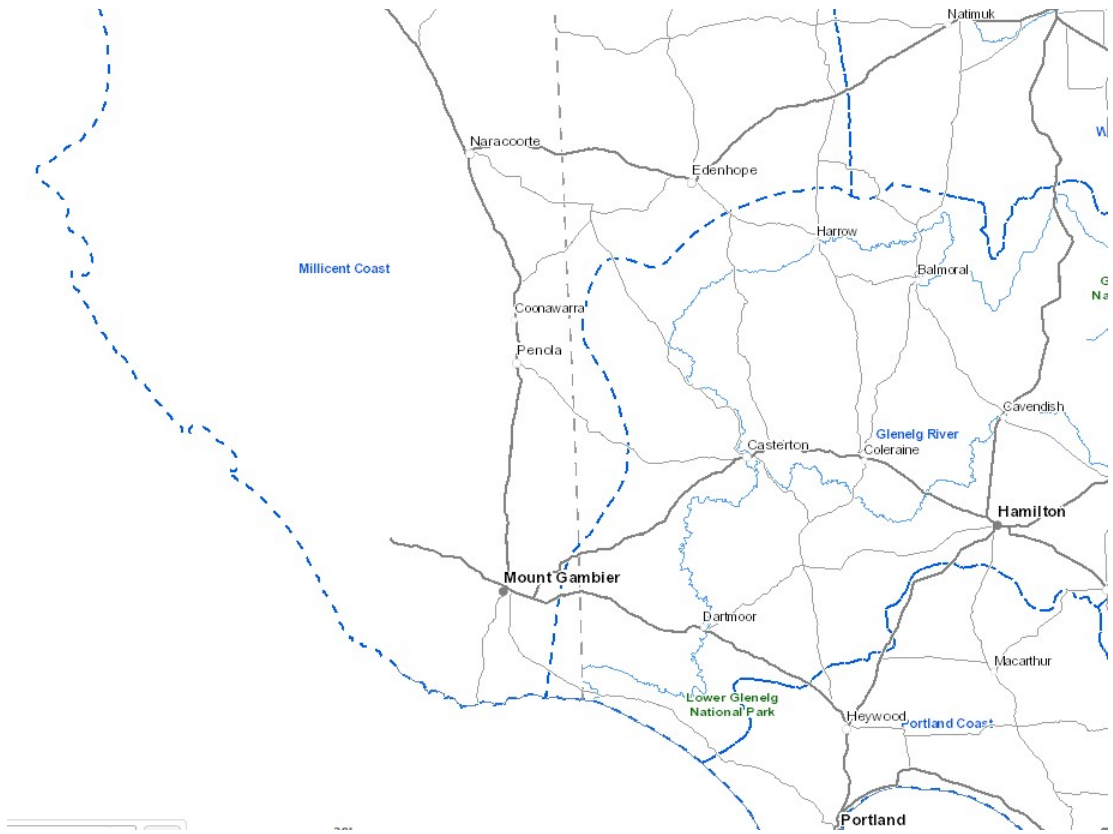 Natimuk
W
Naracoorte
Edenhope
Harrow
Millicent Coast
Balmoral
G
Na
Coonawarra
Penola
Cavendish
Glenelg River
Casterton
Coleraine
Hamilton
Mount Gambier
Dartmoor
Macarthur
Lower Glenelg
National Park
Heywood
Portland Coast
Portland